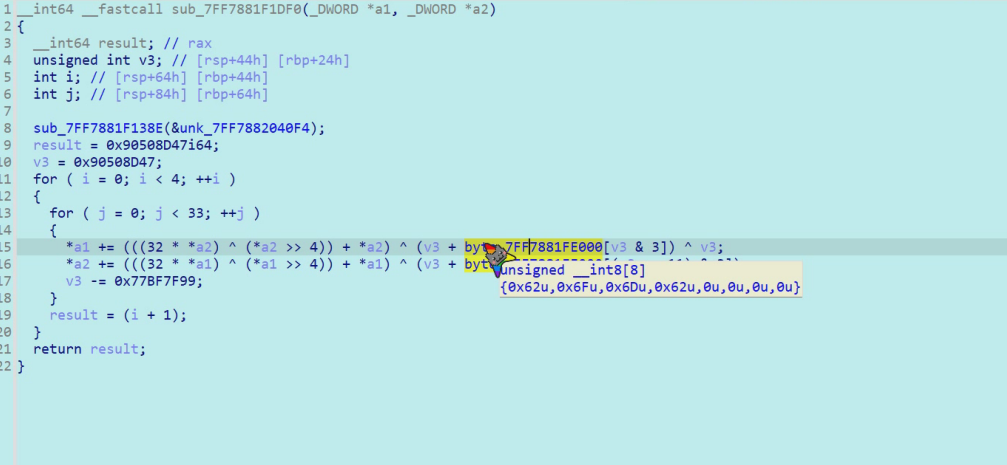 1 __int64 __fastcall sub_7FF7881F1DF0(_DWORD *a1, _DWORD *a2)
2 {
3 __int64 result; // rax
4 unsigned int v3; // [rsp+44h] [rbp+24h]
5 int i; // [rsp+64h] [rbp+44h]
6 int j; // [rsp+84h] [rbp+64h]
7
8 sub_7FF7881F138E(&unk_7FF7882040F4);
9 result = 0x90508D47i64;
10 v3 = 0x90508D47;
11 for ( i = 0; i < 4; ++i )
12 {
13 for ( j = 0; j < 33; ++j )
14 {
15 *a1 += (((32 * *a2) ^ (*a2 >> 4)) + *a2) ^ (v3 + byt 7FF7881FE000[v3 & 3]) ^ v3;
16 *a2 += (((32 * *a1) ^ (*a1 >> 4)) + *a1) ^ (v3 + byt
unsigned __int8[8]
{0x62u,0x6Fu,0x6Du,0x62u,0u,0u,0u,0u}
17 v3 -= 0x77BF7F99;
18 }
19 result = (i + 1);
20 }
21 return result;
22 }